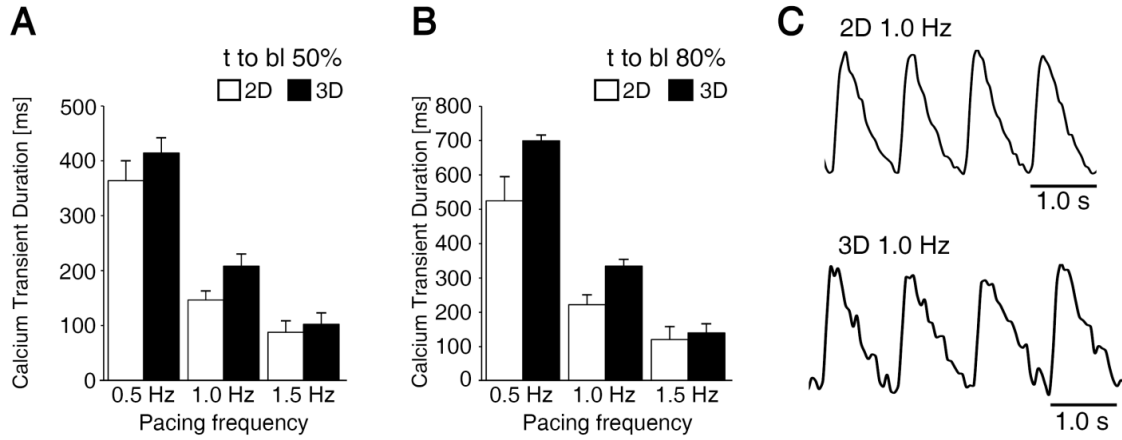 A
t to bl 50%
2D 3D
Calcium Transient Duration [ms]
500
400
300
200
100
0
0.5 Hz 1.0 Hz 1.5 Hz
Pacing frequency
B
t to bl 80%
2D 3D
Calcium Transient Duration [ms]
800
700
600
500
400
300
200
100
0
0.5 Hz 1.0 Hz 1.5 Hz
Pacing frequency
C
2D 1.0 Hz
1.0 s
3D 1.0 Hz
1.0 s